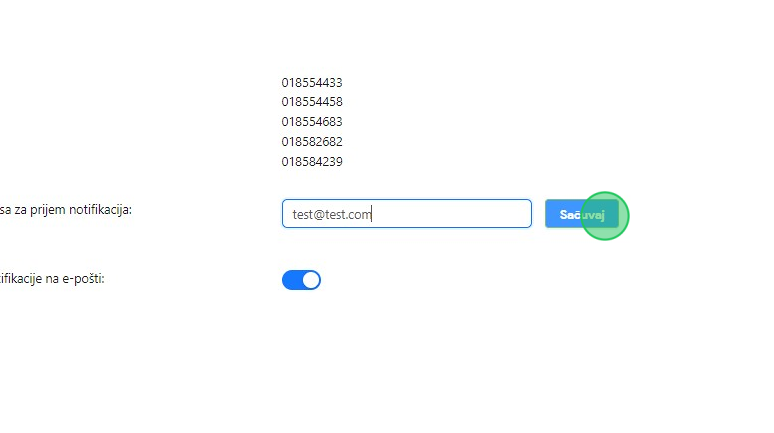 018554433
018554458
018554683
018582682
018584239
sa za prijem notifikacija:
test@test.com
Sačuvaj
ifikacije na e-pošti: